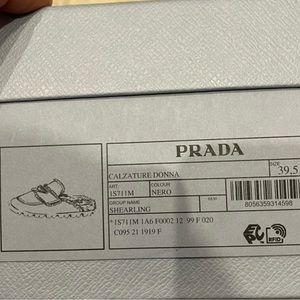 PRADA
CALZATURE DONNA
SIZE
39,5
ART. COLOUR
1S711M NERO
GROUP NAME
SHEARLING
*1S711M 1A6 F0002 12 99 F 020
C095 21 1919 F
8056359314598
RFID